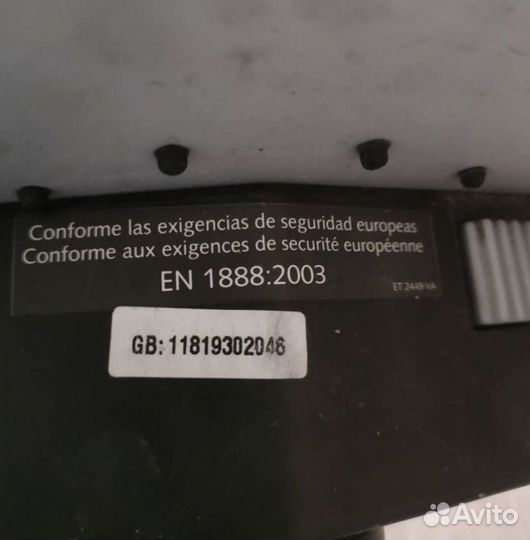 Conforme las exigencias de seguridad europeas
Conforme aux exigences de securité européenne
EN 1888:2003
ET 2449 VA
GB: 11819302046
Avito